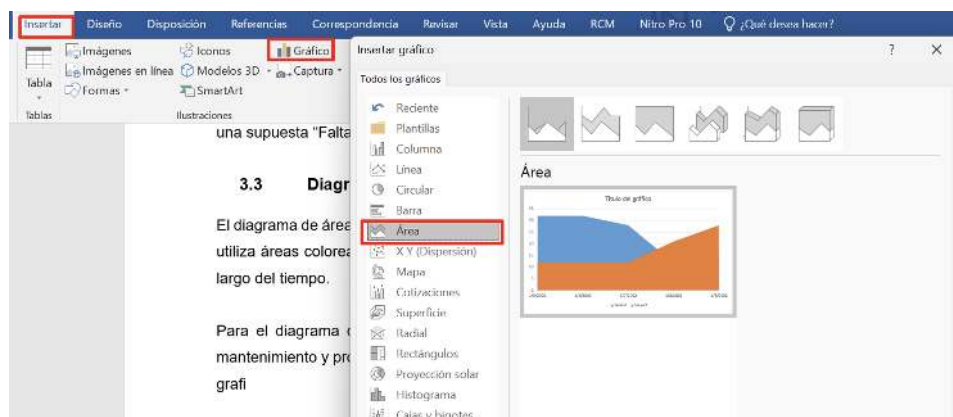 Insertar Diseño Disposición Referencias Correspondencia Revisar Vista Ayuda RCM Nitro Pro 10 ¿Qué desea hacer?
Tabla
Tablas
Imágenes
Imágenes en línea
Formas
Iconos
Modelos 3D
SmartArt
Gráfico
Captura
Ilustraciones
una supuesta "Falta
3.3 Diagr
El diagrama de área
utiliza áreas colorea
largo del tiempo.
Para el diagrama
mantenimiento y pro
grafi
Insertar gráfico ? ×
Todos los gráficos
Reciente
Plantillas
Columna
Línea
Circular
Barra
Área
X Y (Dispersión)
Mapa
Cotizaciones
Superficie
Radial
Rectángulos
Proyección solar
Histograma
Cajas y bigotes
Área
Título del gráfico